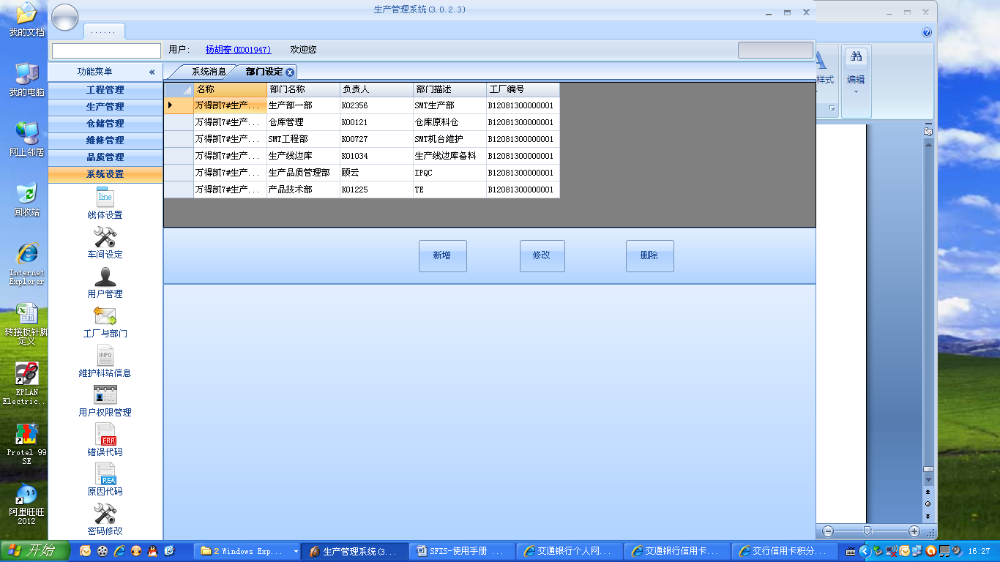 生产管理系统(3.0.2.3)
......
用户: 杨胡春(K001947) 欢迎您
功能菜单 «
工程管理
生产管理
仓储管理
维修管理
品质管理
系统设置
line
线体设置
车间设定
用户管理
工厂与部门
INFO
维护料站信息
用户权限管理
ERR
错误代码
REA
原因代码
密码修改
系统消息 部门设定
名称 部门名称 负责人 部门描述 工厂编号
万得凯7#生产... 生产部一部 K02356 SMT生产部 B12081300000001
万得凯7#生产... 仓库管理 K00121 仓库原料仓 B12081300000001
万得凯7#生产... SMT工程部 K00727 SMT机台维护 B12081300000001
万得凯7#生产... 生产线边库 K01034 生产线边库备料 B12081300000001
万得凯7#生产... 生产品质管理部 顾云 IPQC B12081300000001
万得凯7#生产... 产品技术部 K01225 TE B12081300000001
新增 修改 删除
样式 编辑
我的文档
我的电脑
网上邻居
回收站
Internet
Explorer
转接板针脚
定义
EPLAN
Electric...
Protel 99
SE
阿里旺旺
2012
开始 2 Windows Exp... 生产管理系统(3... SFIS-使用手册 ... 交通银行个人网... 交通银行信用卡... 交行信用卡积分... 16:27